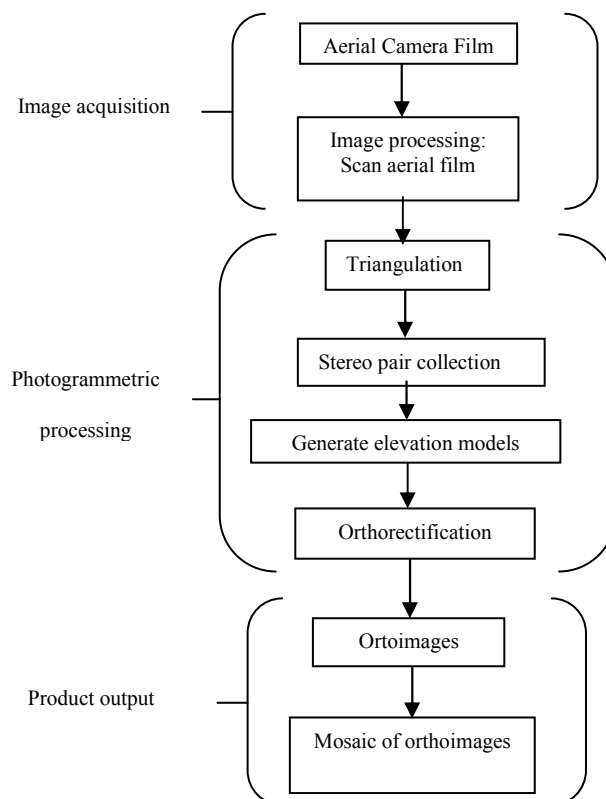 Aerial Camera Film
Image acquisition
Image processing:
Scan aerial film
Triangulation
Stereo pair collection
Photogrammetric
processing
Generate elevation models
Orthorectification
Ortoimages
Product output
Mosaic of orthoimages